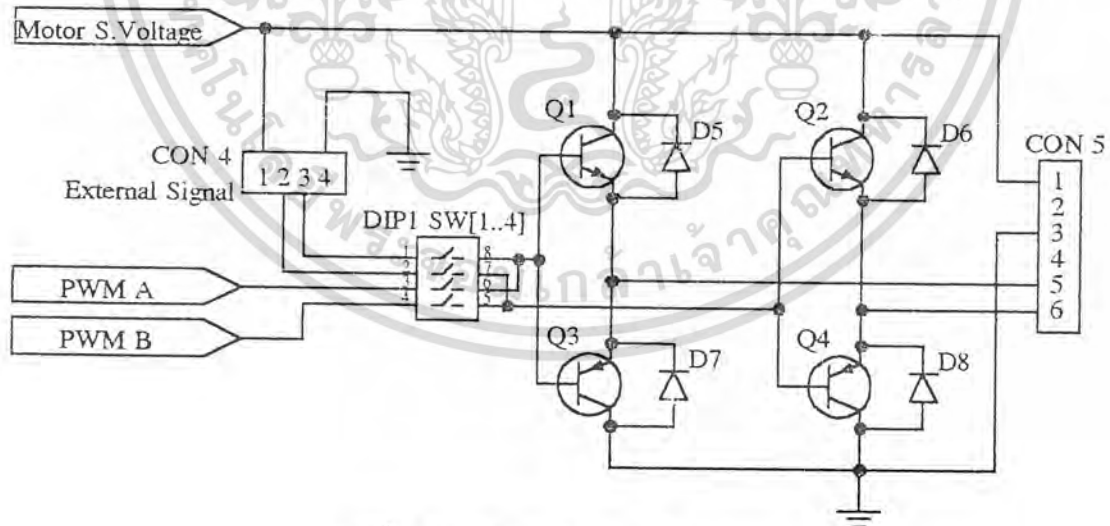 Motor S.Voltage
Q1
D5
Q2
D6
CON 5
CON 4
1 2 3 4
External Signal
DIP1 SW[1..4]
1
2
3
4
8
7
6
5
1
2
3
4
5
6
PWM A
PWM B
Q3
D7
Q4
D8